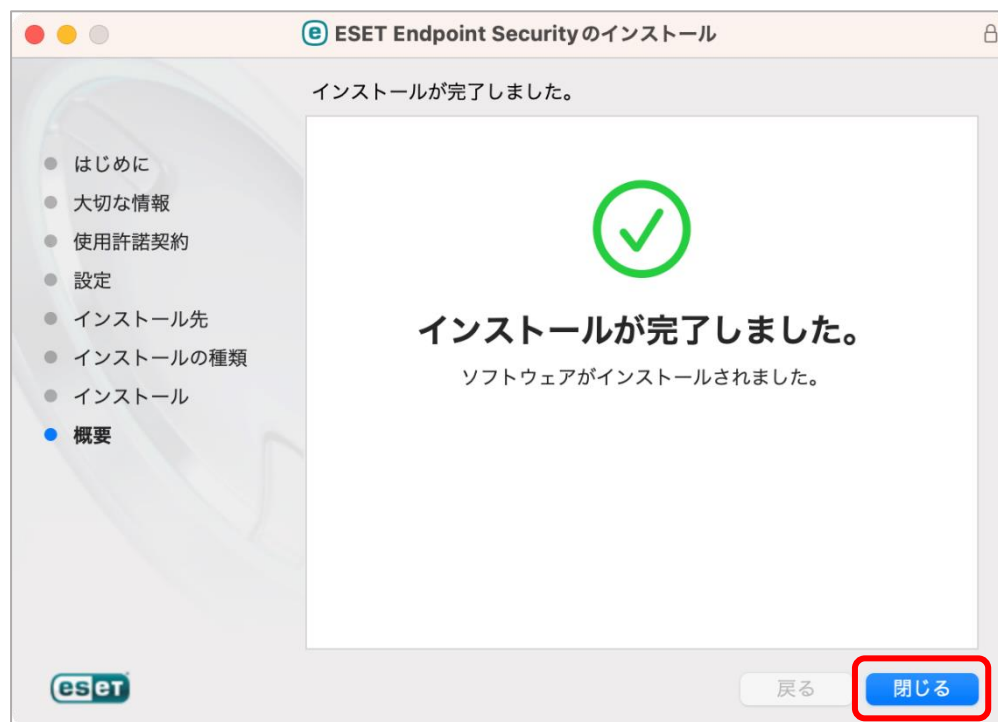 ESET Endpoint Securityのインストール
インストールが完了しました。
はじめに
大切な情報
使用許諾契約
設定
インストール先
インストールの種類
インストール
概要
インストールが完了しました。
ソフトウェアがインストールされました。
eseT
戻る
閉じる